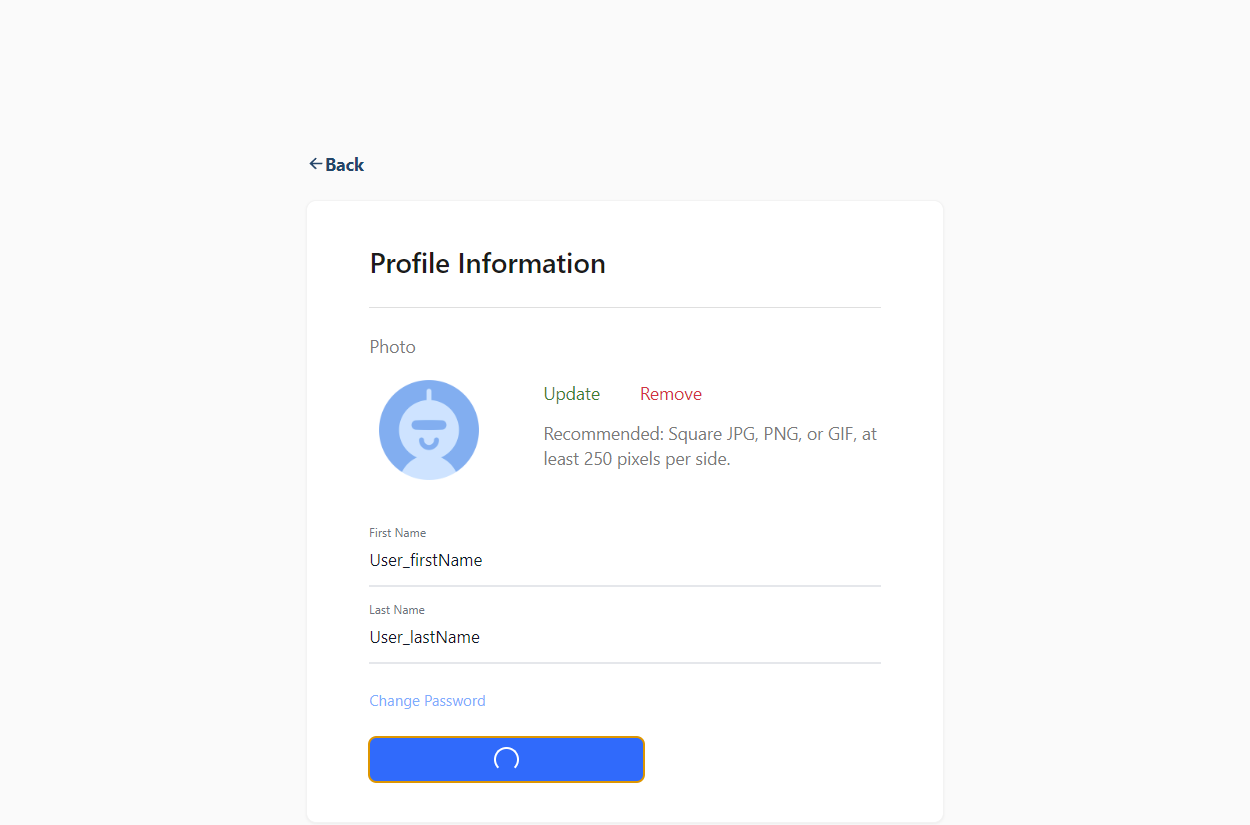 ←Back
Profile Information
Photo
Update Remove
Recommended: Square JPG, PNG, or GIF, at
least 250 pixels per side.
First Name
User_firstName
Last Name
User_lastName
Change Password